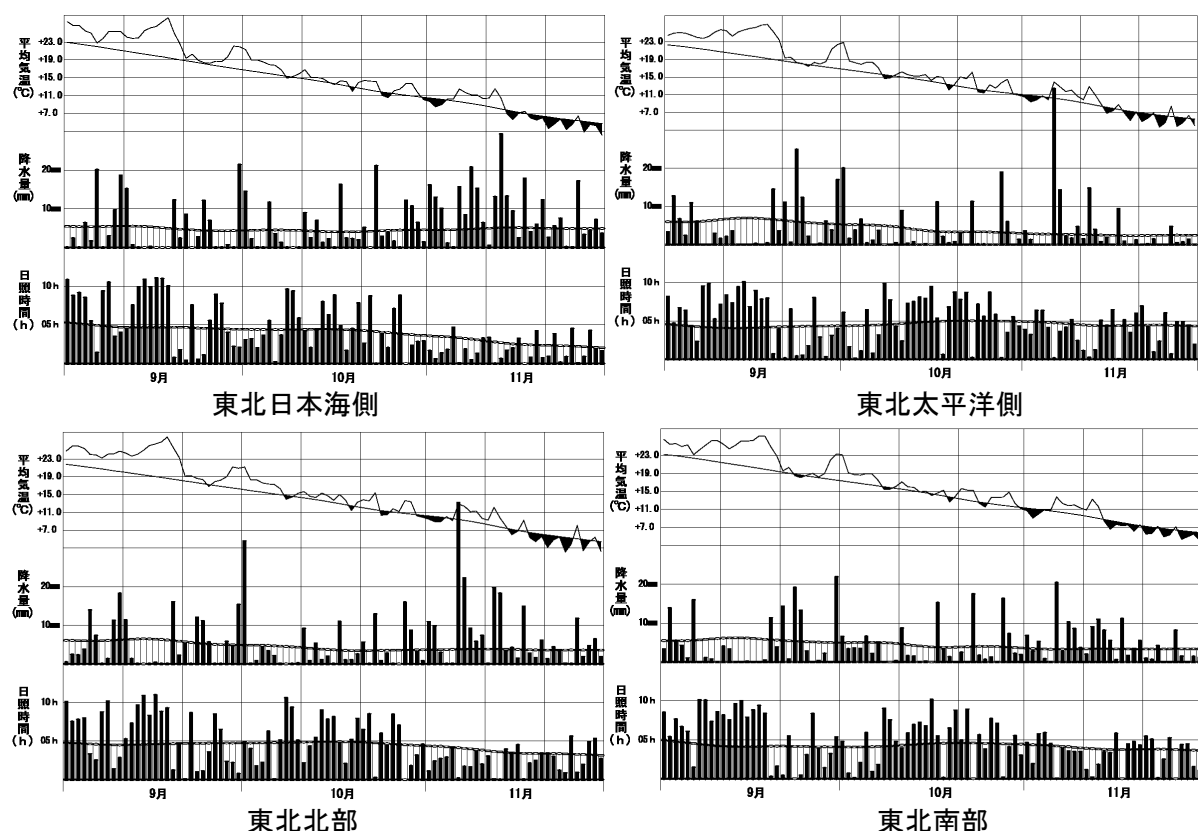 平均気温(℃)
+23.0
+19.0
+15.0
+11.0
+7.0
降水量(mm)
20mm
10mm
日照時間(h)
10h
05h
9月 10月 11月
東北日本海側
平均気温(℃)
+23.0
+19.0
+15.0
+11.0
+7.0
降水量(mm)
20mm
10mm
日照時間(h)
10h
05h
9月 10月 11月
東北太平洋側
平均気温(℃)
+23.0
+19.0
+15.0
+11.0
+7.0
降水量(mm)
20mm
10mm
日照時間(h)
10h
05h
9月 10月 11月
東北北部
平均気温(℃)
+23.0
+19.0
+15.0
+11.0
+7.0
降水量(mm)
20mm
10mm
日照時間(h)
10h
05h
9月 10月 11月
東北南部